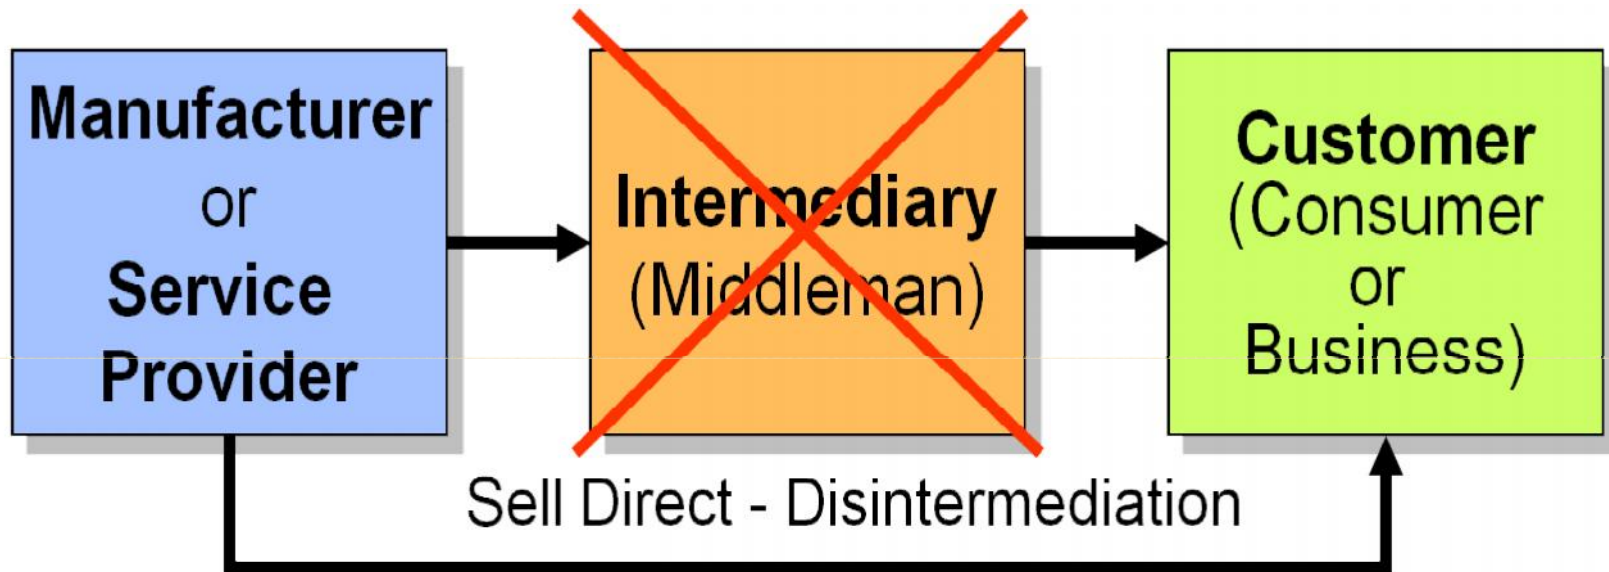 Manufacturer
or
Service
Provider
Intermediary
(Middleman)
Customer
(Consumer
or
Business)
Sell Direct - Disintermediation